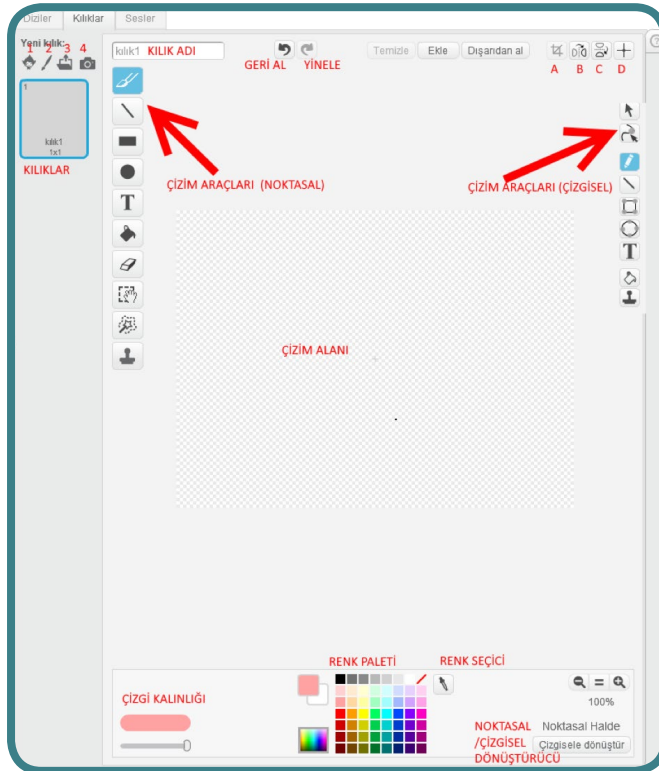 Diziler Kılıklar Sesler
Yeni kılık:
1 2 3 4
kılık1 KILIK ADI
GERİ AL YİNELE
Temizle Ekle Dışandan al
A B C D
1
kılık1
1x1
KILIKLAR
ÇİZİM ARAÇLARI (NOKTASAL)
ÇİZİM ARAÇLARI (ÇİZGİSEL)
T
T
ÇİZİM ALANI
RENK PALETİ RENK SEÇİCİ
ÇİZGİ KALINLIĞI
100%
NOKTASAL Noktasal Halde
/ÇİZGİSEL Çizgisele dönüştür
DÖNÜŞTÜRÜCÜ